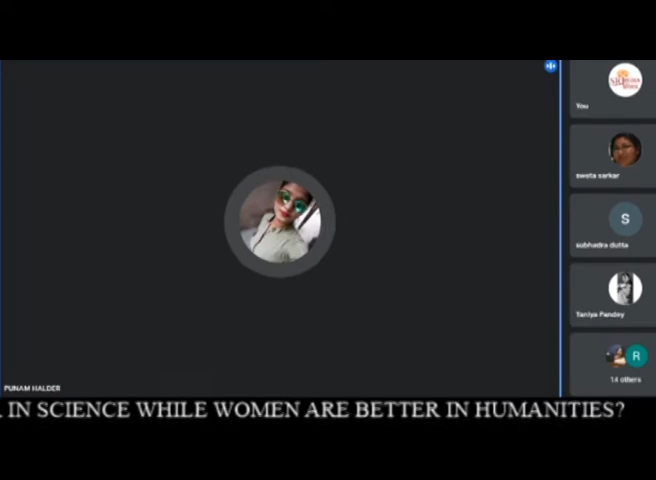 You
sweta sarkar
S
subhadra dutta
Taniya Pandey
R
14 others
PUNAM HALDER
IN SCIENCE WHILE WOMEN ARE BETTER IN HUMANITIES?